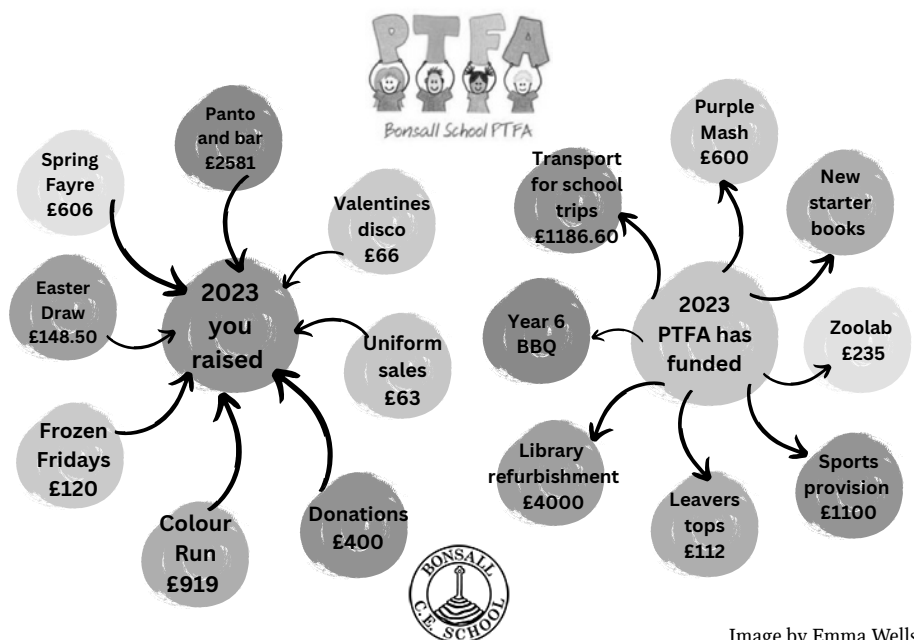 PTFA
Bonsall School PTFA
Spring
Fayre
£606
Panto
and bar
£2581
Valentines
disco
£66
Easter
Draw
£148.50
2023
you
raised
Uniform
sales
£63
Frozen
Fridays
£120
Colour
Run
£919
Donations
£400
Transport
for school
trips
£1186.60
Purple
Mash
£600
New
starter
books
Year 6
BBQ
2023
PTFA has
funded
Zoolab
£235
Library
refurbishment
£4000
Leavers
tops
£112
Sports
provision
£1100
BONSALL
C.E. SCHOOL
Image by Emma Wells